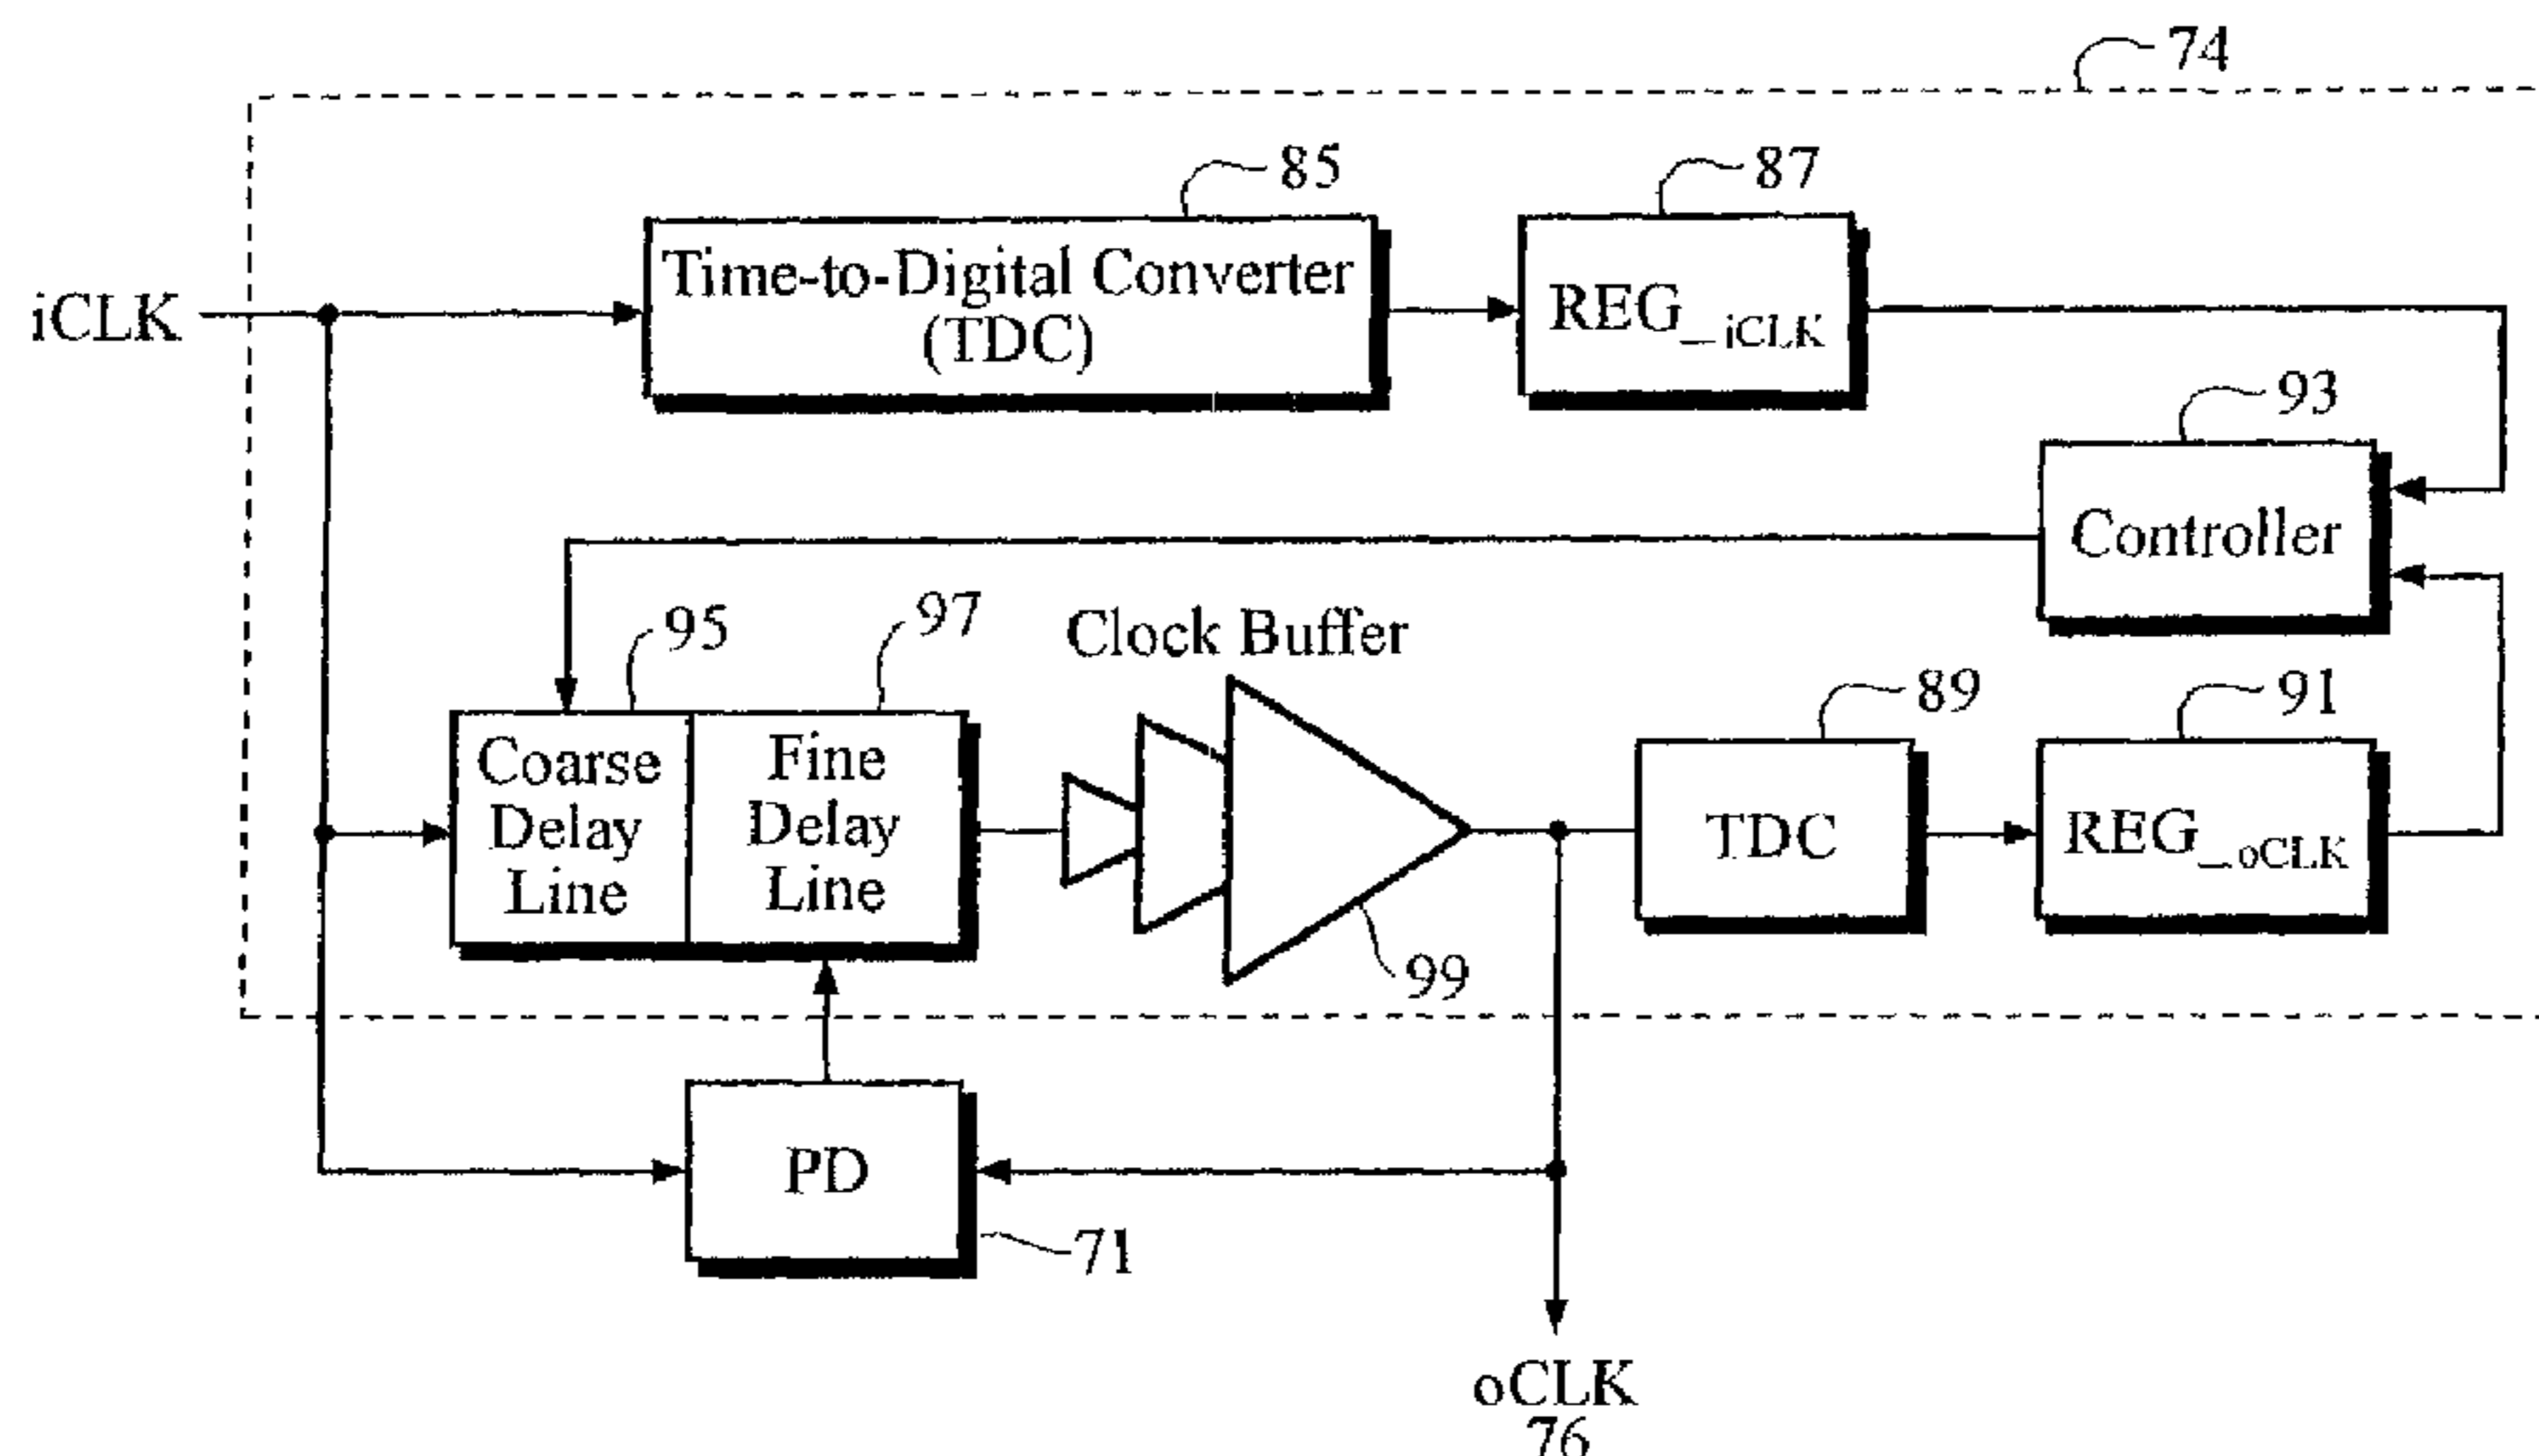 74
85
87
Time-to-Digital Converter
(TDC)
REG_iCLK
iCLK
93
Controller
95
97
Clock Buffer
89
91
Coarse
Delay
Line
Fine
Delay
Line
TDC
REG_oCLK
99
PD
71
oCLK
76